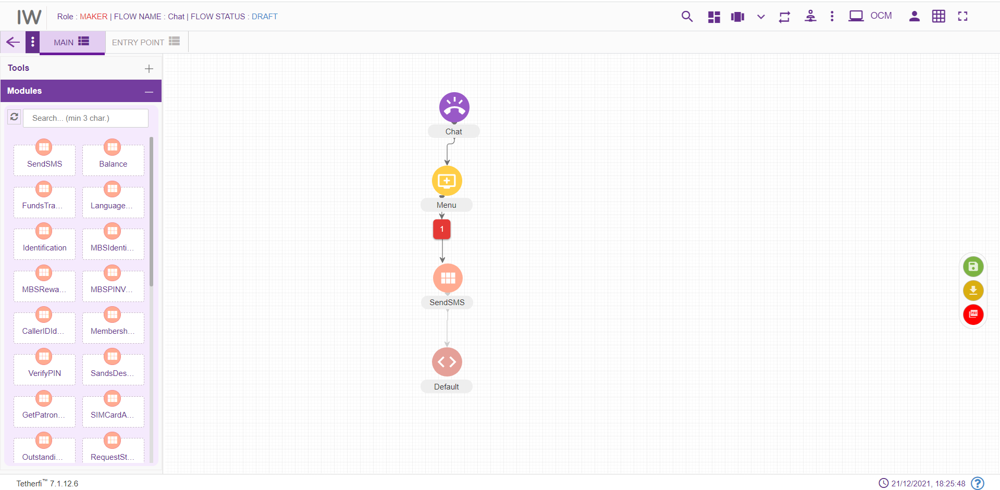 IW
Role : MAKER | FLOW NAME : Chat | FLOW STATUS : DRAFT
OCM
MAIN
ENTRY POINT
Tools
Modules
Search... (min 3 char.)
SendSMS
Balance
FundsTra...
Language...
Identification
MBSIdenti...
MBSRewa...
MBSPINV...
CallerIDId...
Membersh...
VerifyPIN
SandsDes...
GetPatron...
SIMCardA...
Outstandi...
RequestSt...
Chat
Menu
1
SendSMS
Default
PDF
Tetherfi™ 7.1.12.6
21/12/2021, 18:25:48
?